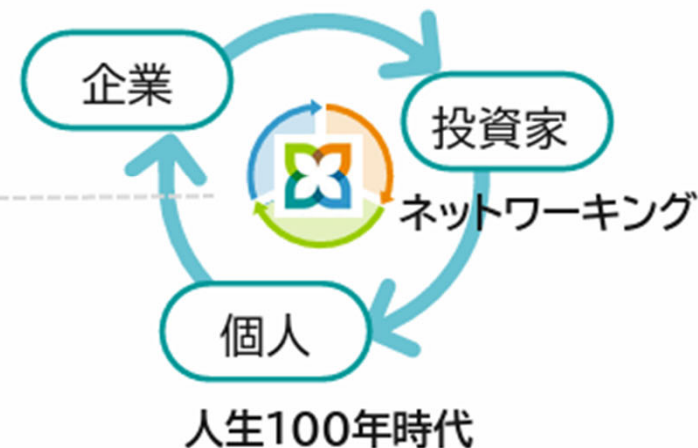 企業
投資家
ネットワーキング
個人
人生100年時代